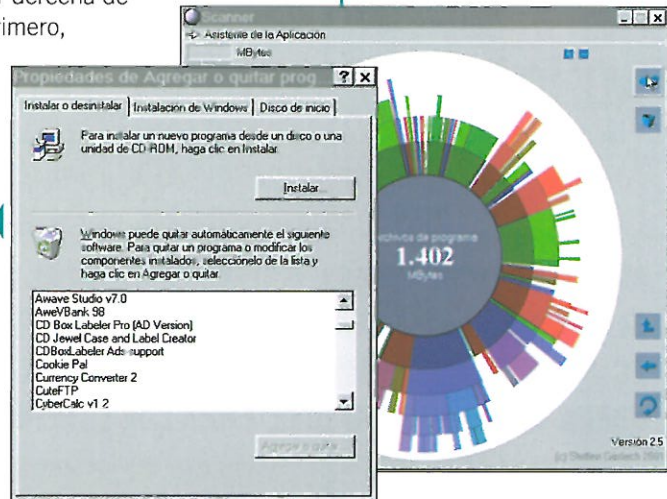 derecha de
rimero,
Scanner
Asistente de la Aplicación
MBytes
Propiedades de Agregar o quitar prog
Instalar o desinstalar
Instalación de Windows
Disco de inicio
Para instalar un nuevo programa desde un disco o una
unidad de CD-ROM, haga clic en Instalar.
Instalar...
Windows puede quitar automáticamente el siguiente
software. Para quitar un programa o modificar los
componentes instalados, selecciónelo de la lista y
haga clic en Agregar o quitar.
Awave Studio v7.0
AweVBank 98
CD Box Labeler Pro (AD Version)
CD Jewel Case and Label Creator
CDBoxLabeler Ads support
Cookie Pal
Currency Converter 2
CuteFTP
CyberCalc v1.2
Agregar o quitar...
rchivos de programa
1.402
MBytes
Versión 2.5